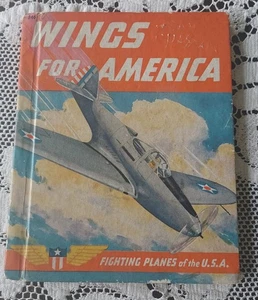 WINGS
FOR AMERICA
FIGHTING PLANES of the U.S.A.